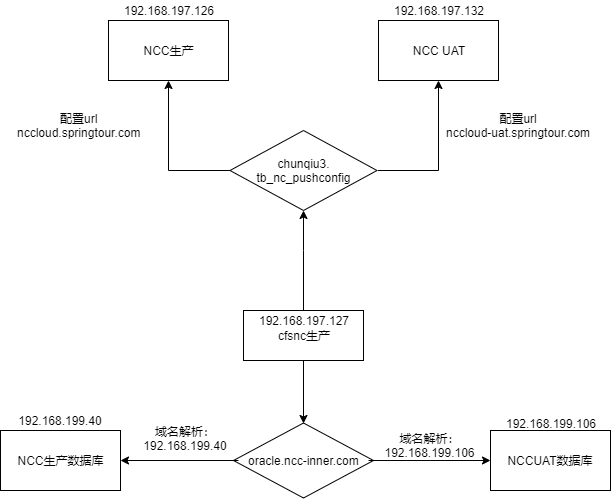 192.168.197.126
192.168.197.132
NCC生产
NCC UAT
配置url
nccloud.springtour.com
配置url
nccloud-uat.springtour.com
chunqiu3.
tb_nc_pushconfig
192.168.197.127
cfsnc生产
192.168.199.40
域名解析：
192.168.199.40
域名解析：
192.168.199.106
192.168.199.106
NCC生产数据库
oracle.ncc-inner.com
NCCUAT数据库